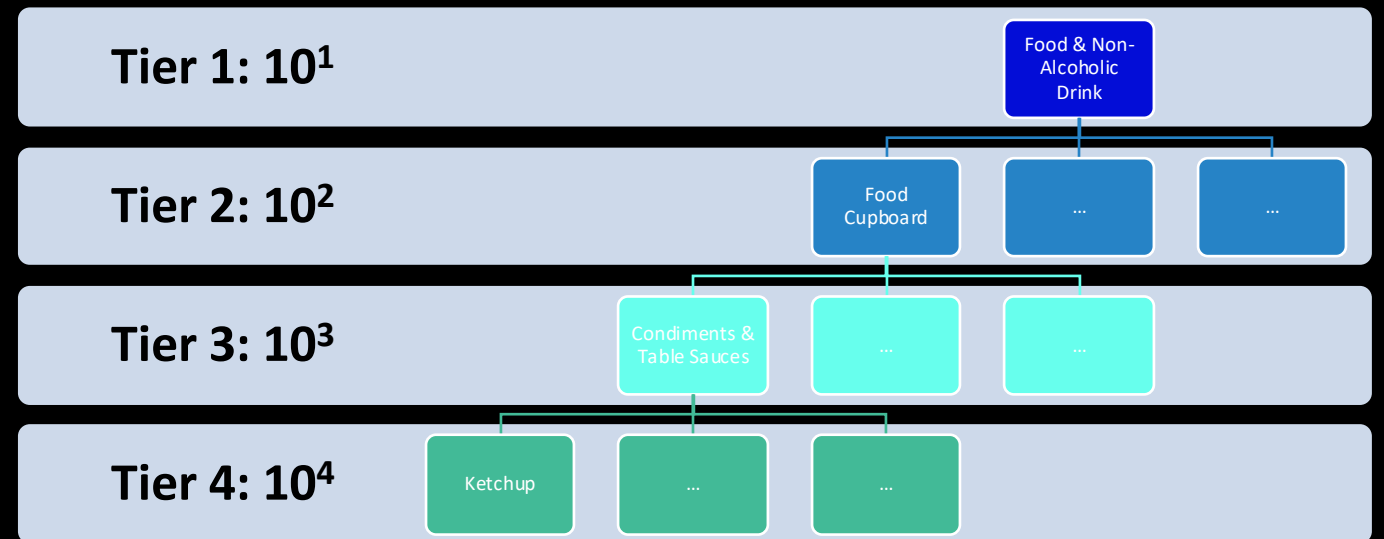 Tier 1: 10¹
Food & Non-
Alcoholic
Drink
Tier 2: 10²
Food
Cupboard
...
...
Tier 3: 10³
Condiments &
Table Sauces
...
...
Tier 4: 10⁴
Ketchup
...
...